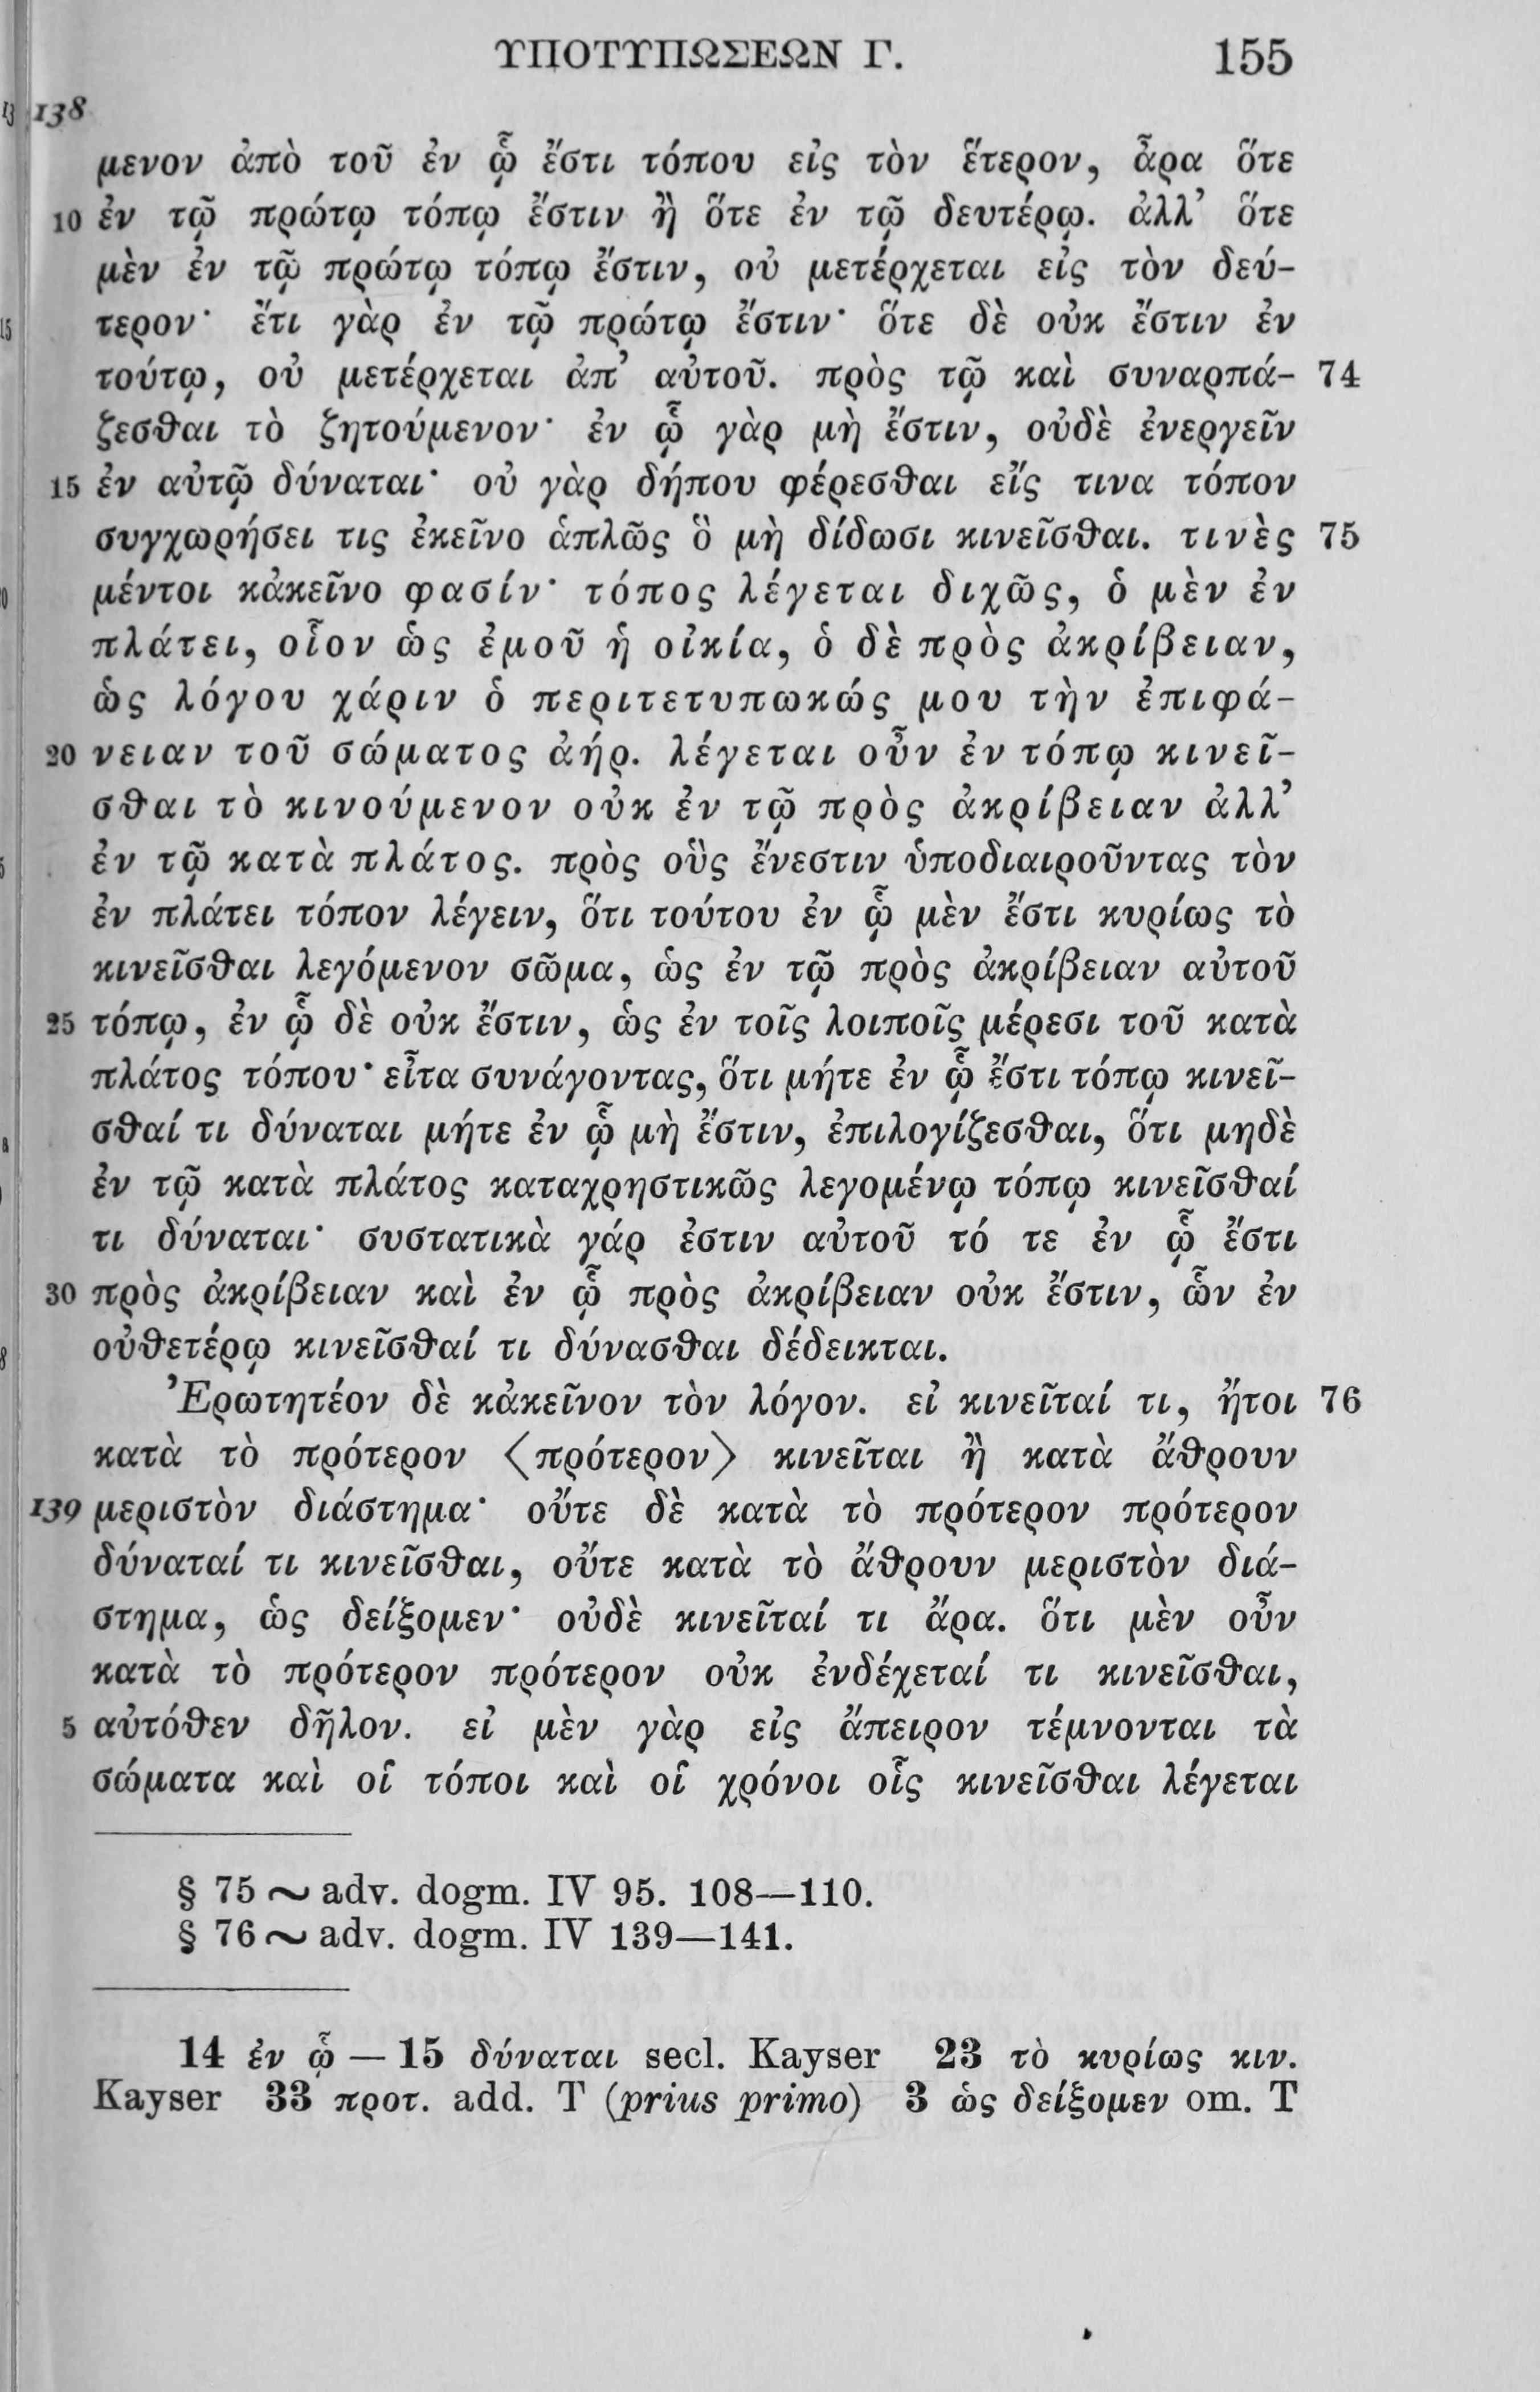 ΥΠΟΤΥΠΩΣΕΩΝ Γ. 155
138
μενον ἀπὸ τοῦ ἐν ᾧ ἔστι τόπου εἰς τὸν ἕτερον, ἆρα ὅτε
10 ἐν τῷ πρώτῳ τόπῳ ἔστιν ἢ ὅτε ἐν τῷ δευτέρῳ. ἀλλ’ ὅτε
μὲν ἐν τῷ πρώτῳ τόπῳ ἔστιν, οὐ μετέρχεται εἰς τὸν δεύ-
τερον· ἔτι γὰρ ἐν τῷ πρώτῳ ἔστιν· ὅτε δὲ οὐκ ἔστιν ἐν
τούτῳ, οὐ μετέρχεται ἀπ’ αὐτοῦ. πρὸς τῷ καὶ συναρπά- 74
ζεσθαι τὸ ζητούμενον· ἐν ᾧ γὰρ μὴ ἔστιν, οὐδὲ ἐνεργεῖν
15 ἐν αὐτῷ δύναται· οὐ γὰρ δήπου φέρεσθαι εἴς τινα τόπον
συγχωρήσει τις ἐκεῖνο ἁπλῶς ὃ μὴ δίδωσι κινεῖσθαι. τινὲς 75
μέντοι κἀκεῖνο φασίν· τόπος λέγεται διχῶς, ὁ μὲν ἐν
πλάτει, οἷον ὡς ἐμοῦ ἡ οἰκία, ὁ δὲ πρὸς ἀκρίβειαν,
ὡς λόγου χάριν ὁ περιτετυπωκώς μου τὴν ἐπιφά-
20 νειαν τοῦ σώματος ἀήρ. λέγεται οὖν ἐν τόπῳ κινεῖ-
σθαι τὸ κινούμενον οὐκ ἐν τῷ πρὸς ἀκρίβειαν ἀλλ’
ἐν τῷ κατὰ πλάτος. πρὸς οὓς ἔνεστιν ὑποδιαιροῦντας τὸν
ἐν πλάτει τόπον λέγειν, ὅτι τούτου ἐν ᾧ μὲν ἔστι κυρίως τὸ
κινεῖσθαι λεγόμενον σῶμα, ὡς ἐν τῷ πρὸς ἀκρίβειαν αὐτοῦ
25 τόπῳ, ἐν ᾧ δὲ οὐκ ἔστιν, ὡς ἐν τοῖς λοιποῖς μέρεσι τοῦ κατὰ
πλάτος τόπου· εἶτα συνάγοντας, ὅτι μήτε ἐν ᾧ ἔστι τόπῳ κινεῖ-
σθαί τι δύναται μήτε ἐν ᾧ μὴ ἔστιν, ἐπιλογίζεσθαι, ὅτι μηδὲ
ἐν τῷ κατὰ πλάτος καταχρηστικῶς λεγομένῳ τόπῳ κινεῖσθαί
τι δύναται· συστατικὰ γάρ ἐστιν αὐτοῦ τό τε ἐν ᾧ ἔστι
30 πρὸς ἀκρίβειαν καὶ ἐν ᾧ πρὸς ἀκρίβειαν οὐκ ἔστιν, ὧν ἐν
οὐθετέρῳ κινεῖσθαί τι δύνασθαι δέδεικται.
Ἐρωτητέον δὲ κἀκεῖνον τὸν λόγον. εἰ κινεῖταί τι, ἤτοι 76
κατὰ τὸ πρότερον ⟨πρότερον⟩ κινεῖται ἢ κατὰ ἄθρουν
139 μεριστὸν διάστημα· οὔτε δὲ κατὰ τὸ πρότερον πρότερον
δύναταί τι κινεῖσθαι, οὔτε κατὰ τὸ ἄθρουν μεριστὸν διά-
στημα, ὡς δείξομεν· οὐδὲ κινεῖταί τι ἄρα. ὅτι μὲν οὖν
κατὰ τὸ πρότερον πρότερον οὐκ ἐνδέχεταί τι κινεῖσθαι,
5 αὐτόθεν δῆλον. εἰ μὲν γὰρ εἰς ἄπειρον τέμνονται τὰ
σώματα καὶ οἱ τόποι καὶ οἱ χρόνοι οἷς κινεῖσθαι λέγεται
§ 75 ~ adv. dogm. IV 95. 108—110.
§ 76 ~ adv. dogm. IV 139—141.
14 ἐν ᾧ — 15 δύναται secl. Kayser 23 τὸ κυρίως κιν.
Kayser 33 προτ. add. T (prius primo) 3 ὡς δείξομεν om. T